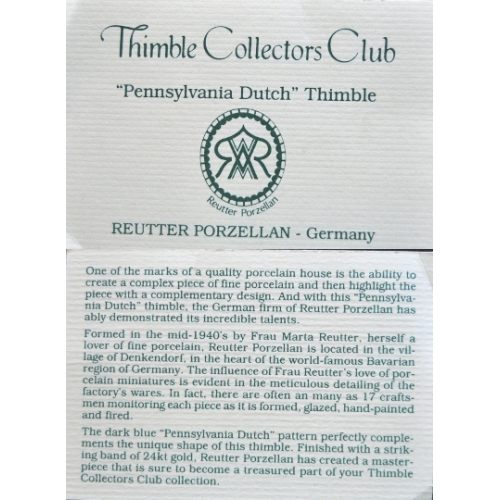 Thimble Collectors Club
"Pennsylvania Dutch" Thimble
Reutter Porzellan
REUTTER PORZELLAN - Germany
One of the marks of a quality porcelain house is the ability to
create a complex piece of fine porcelain and then highlight the
piece with a complementary design. And with this "Pennsylva-
nia Dutch" thimble, the German firm of Reutter Porzellan has
ably demonstrated its incredible talents.
Formed in the mid-1940's by Frau Marta Reutter, herself a
lover of fine porcelain, Reutter Porzellan is located in the vil-
lage of Denkendorf, in the heart of the world-famous Bavarian
region of Germany. The influence of Frau Reutter's love of por-
celain miniatures is evident in the meticulous detailing of the
factory's wares. In fact, there are often an many as 17 crafts-
men monitoring each piece as it is formed, glazed, hand-painted
and fired.
The dark blue "Pennsylvania Dutch" pattern perfectly comple-
ments the unique shape of this thimble. Finished with a strik-
ing band of 24kt gold, Reutter Porzellan has created a master-
piece that is sure to become a treasured part of your Thimble
Collectors Club collection.